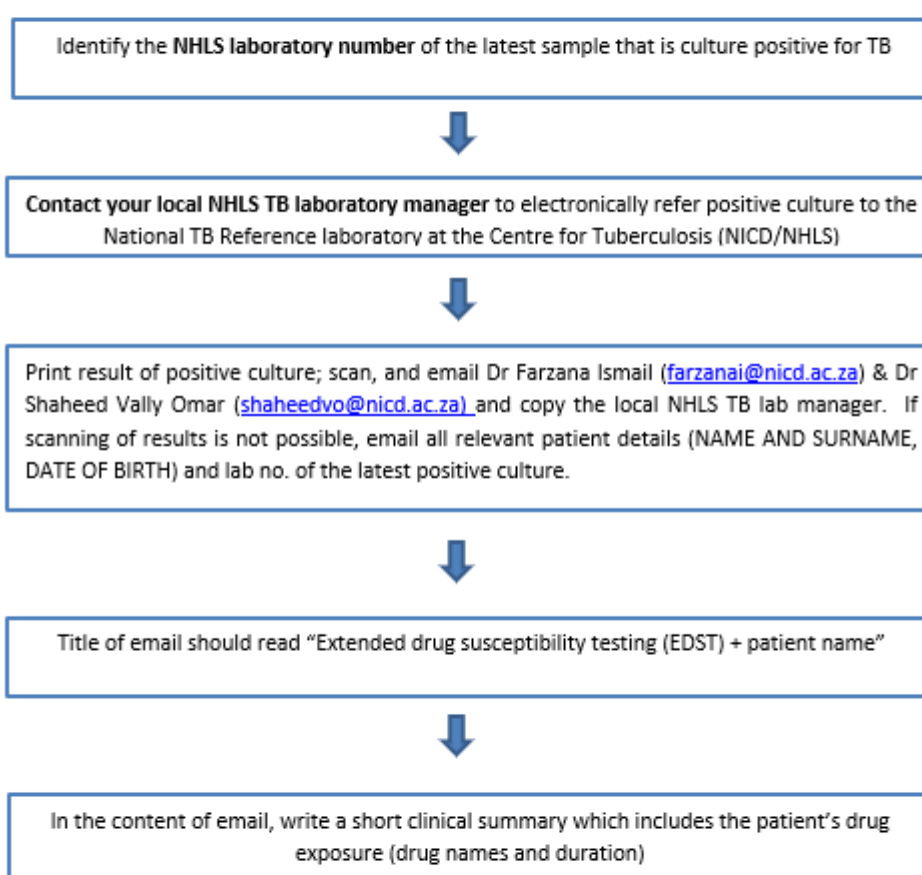 Identify the NHLS laboratory number of the latest sample that is culture positive for TB
Contact your local NHLS TB laboratory manager to electronically refer positive culture to the
National TB Reference laboratory at the Centre for Tuberculosis (NICD/NHLS)
Print result of positive culture; scan, and email Dr Farzana Ismail (farzanai@nicd.ac.za) & Dr
Shaheed Vally Omar (shaheedvo@nicd.ac.za) and copy the local NHLS TB lab manager. If
scanning of results is not possible, email all relevant patient details (NAME AND SURNAME,
DATE OF BIRTH) and lab no. of the latest positive culture.
Title of email should read “Extended drug susceptibility testing (EDST) + patient name”
In the content of email, write a short clinical summary which includes the patient’s drug
exposure (drug names and duration)